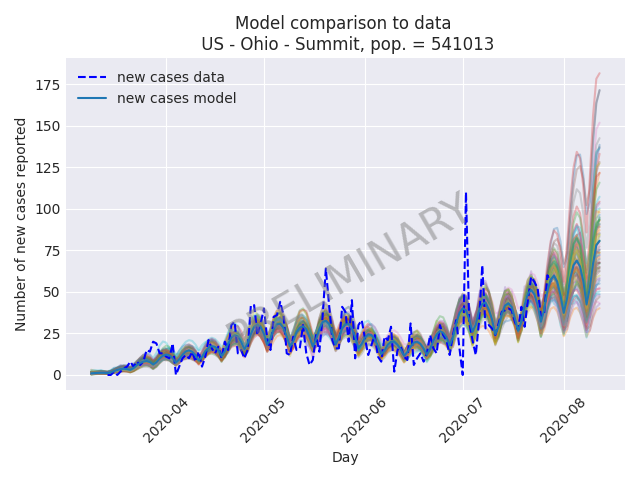 Model comparison to data
US - Ohio - Summit, pop. = 541013
new cases data
new cases model
PRELIMINARY
Number of new cases reported
175
150
125
100
75
50
25
0
2020-04
2020-05
2020-06
2020-07
2020-08
Day